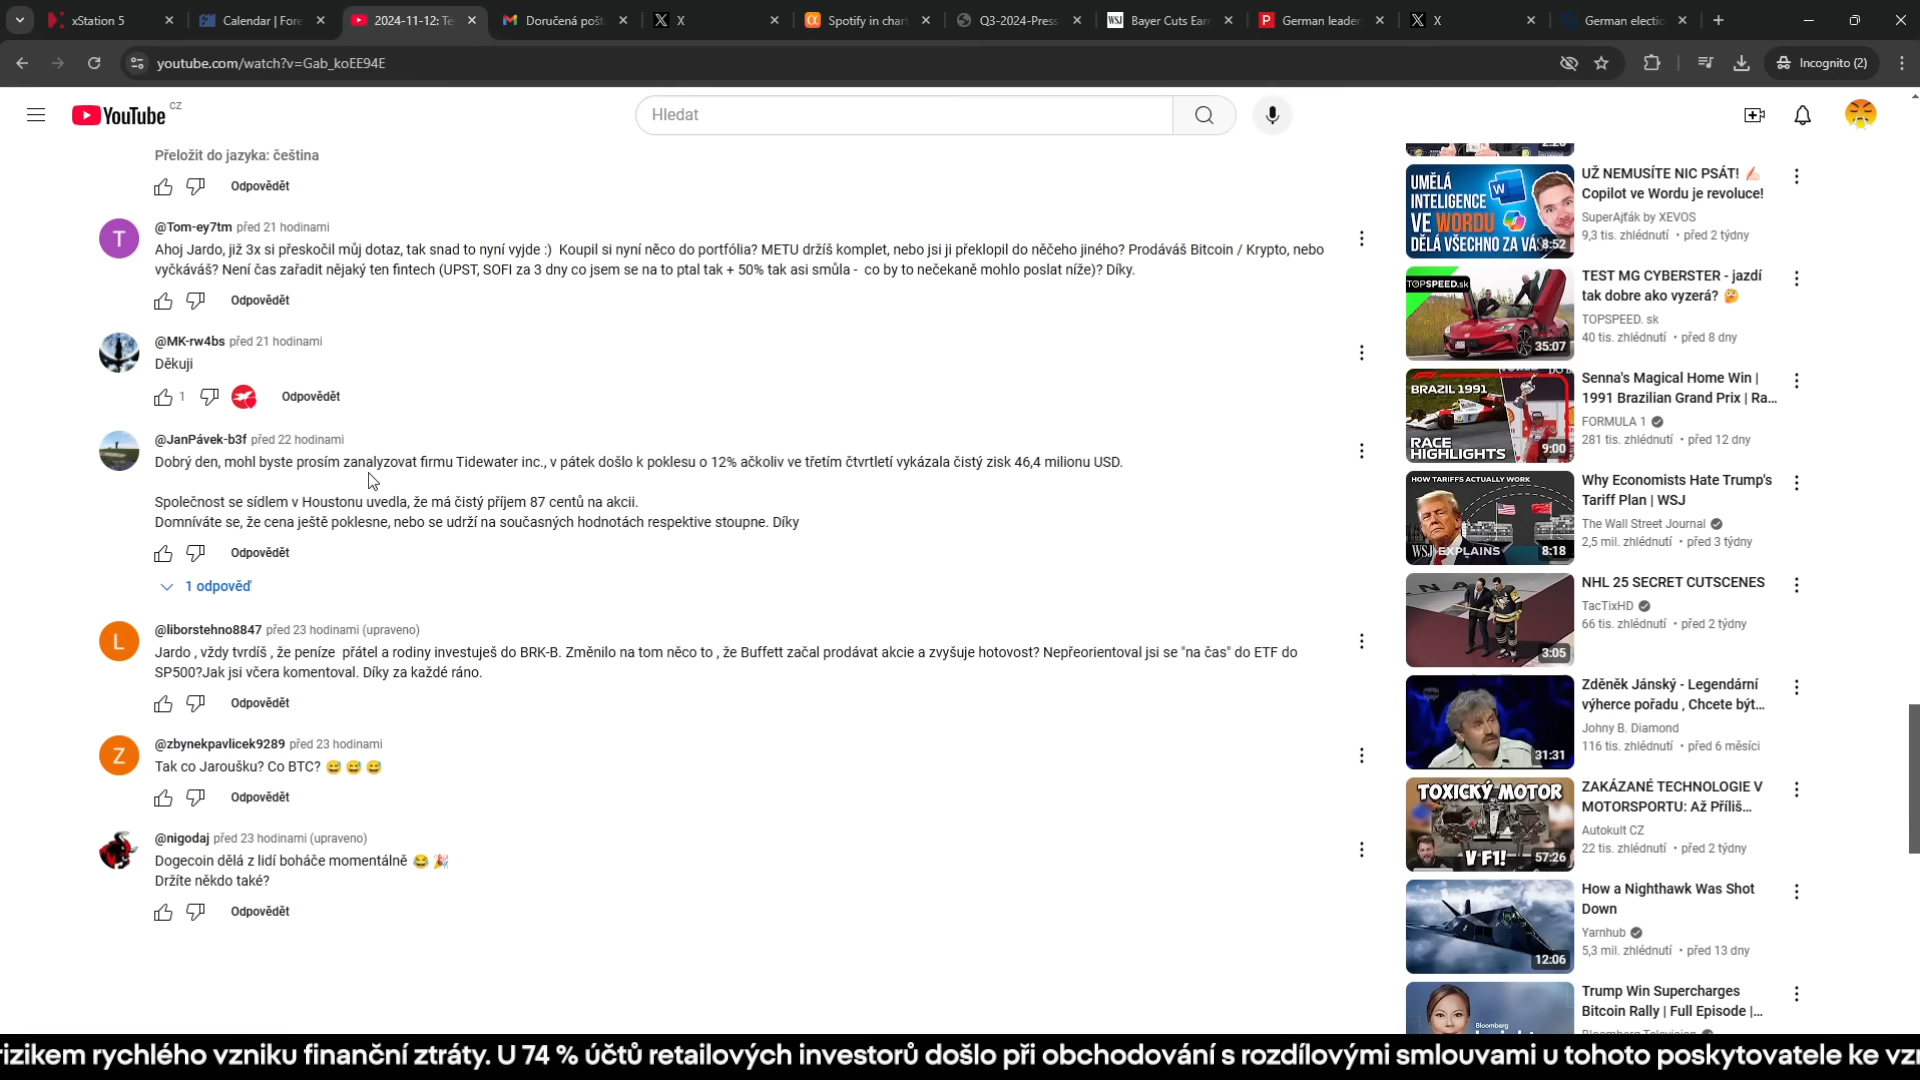 xStation 5
Calendar | Fore
2024-11-12: Te
Doručená pošt
X
Spotify in char
Q3-2024-Press
Bayer Cuts Ear
German leader
X
German electio
youtube.com/watch?v=Gab_koEE94E
Incognito (2)
YouTube CZ
Hledat
Přeložit do jazyka: čeština
Odpovědět
@Tom-ey7tm před 21 hodinami
Ahoj Jardo, již 3x si přeskočil můj dotaz, tak snad to nyní vyjde :) Koupil si nyní něco do portfólia? METU držíš komplet, nebo jsi ji překlopil do něčeho jiného? Prodáváš Bitcoin / Krypto, nebo
vyčkáváš? Není čas zařadit nějaký ten fintech (UPST, SOFI za 3 dny co jsem se na to ptal tak + 50% tak asi smůla - co by to nečekaně mohlo poslat níže)? Díky.
Odpovědět
@MK-rw4bs před 21 hodinami
Děkuji
1
Odpovědět
@JanPávek-b3f před 22 hodinami
Dobrý den, mohl byste prosím zanalyzovat firmu Tidewater inc., v pátek došlo k poklesu o 12% ačkoliv ve třetím čtvrtletí vykázala čistý zisk 46,4 milionu USD.
Společnost se sídlem v Houstonu uvedla, že má čistý příjem 87 centů na akcii.
Domníváte se, že cena ještě poklesne, nebo se udrží na současných hodnotách respektive stoupne. Díky
Odpovědět
1 odpověď
@liborstehno8847 před 23 hodinami (upraveno)
Jardo , vždy tvrdíš , že peníze přátel a rodiny investuješ do BRK-B. Změnilo na tom něco to , že Buffett začal prodávat akcie a zvyšuje hotovost? Nepřeorientoval jsi se "na čas" do ETF do
SP500?Jak jsi včera komentoval. Díky za každé ráno.
Odpovědět
@zbynekpavlicek9289 před 23 hodinami
Tak co Jaroušku? Co BTC? 😅 😅 😅
Odpovědět
@nigodaj před 23 hodinami (upraveno)
Dogecoin dělá z lidí boháče momentálně 😂 🎉
Držíte někdo také?
Odpovědět
UMĚLÁ
INTELIGENCE
VE WORDU
DĚLÁ VŠECHNO ZA VÁS
8:52
UŽ NEMUSÍTE NIC PSÁT! ✍🏻
Copilot ve Wordu je revoluce!
SuperAjťák by XEVOS
9,3 tis. zhlédnutí • před 2 týdny
TOPSPEED.sk
35:07
TEST MG CYBERSTER - jazdí
tak dobre ako vyzerá? 🤔
TOPSPEED. sk
40 tis. zhlédnutí • před 8 dny
BRAZIL 1991
RACE
HIGHLIGHTS
9:00
Senna's Magical Home Win |
1991 Brazilian Grand Prix | Ra...
FORMULA 1
281 tis. zhlédnutí • před 12 dny
HOW TARIFFS ACTUALLY WORK
WSJ EXPLAINS
8:18
Why Economists Hate Trump's
Tariff Plan | WSJ
The Wall Street Journal
2,5 mil. zhlédnutí • před 3 týdny
3:05
NHL 25 SECRET CUTSCENES
TacTixHD
66 tis. zhlédnutí • před 2 týdny
31:31
Zděněk Jánský - Legendární
výherce pořadu , Chcete být...
Johny B. Diamond
116 tis. zhlédnutí • před 6 měsíci
TOXICKÝ MOTOR
V F1!
57:26
ZAKÁZANÉ TECHNOLOGIE V
MOTORSPORTU: Až Příliš...
Autokult CZ
22 tis. zhlédnutí • před 2 týdny
12:06
How a Nighthawk Was Shot
Down
Yarnhub
5,3 mil. zhlédnutí • před 13 dny
Bloomberg
Trump Win Supercharges
Bitcoin Rally | Full Episode |...
Bloomberg Television
rizikem rychlého vzniku finanční ztráty. U 74 % účtů retailových investorů došlo při obchodování s rozdílovými smlouvami u tohoto poskytovatele ke vzn